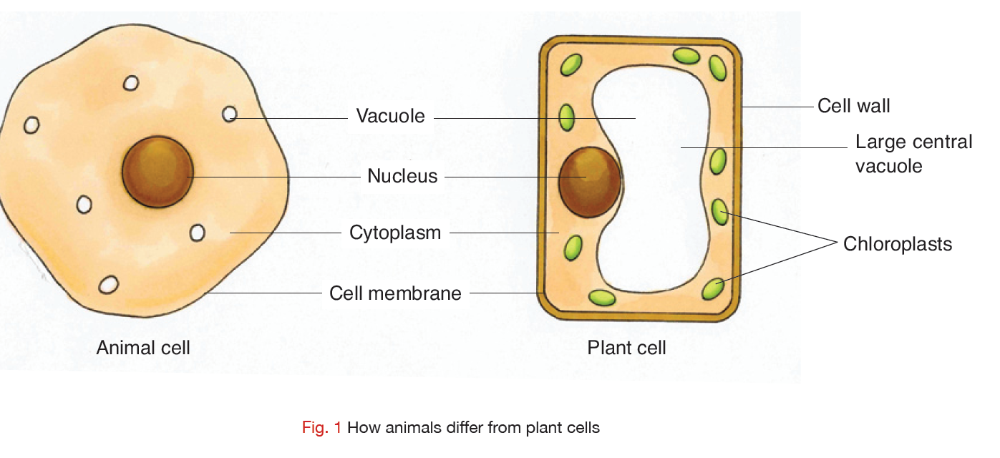 Vacuole
Cell wall
Large central
vacuole
Nucleus
Cytoplasm
Chloroplasts
Cell membrane
Animal cell
Plant cell
Fig. 1 How animals differ from plant cells